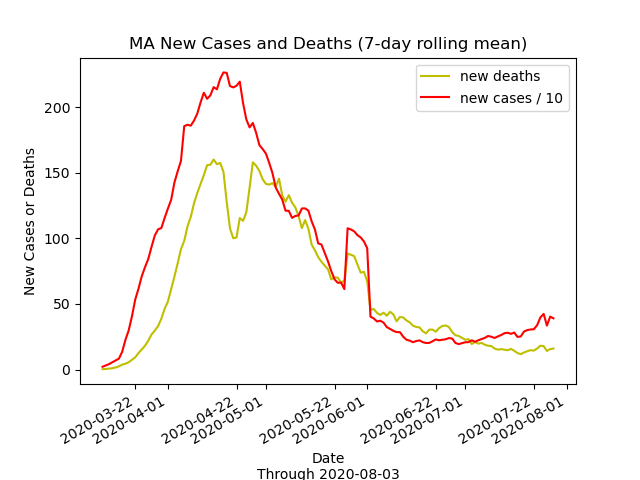 MA New Cases and Deaths (7-day rolling mean)
new deaths
new cases / 10
New Cases or Deaths
200
150
100
50
0
2020-03-22
2020-04-01
2020-04-22
2020-05-01
2020-05-22
2020-06-01
2020-06-22
2020-07-01
2020-07-22
2020-08-01
Date
Through 2020-08-03